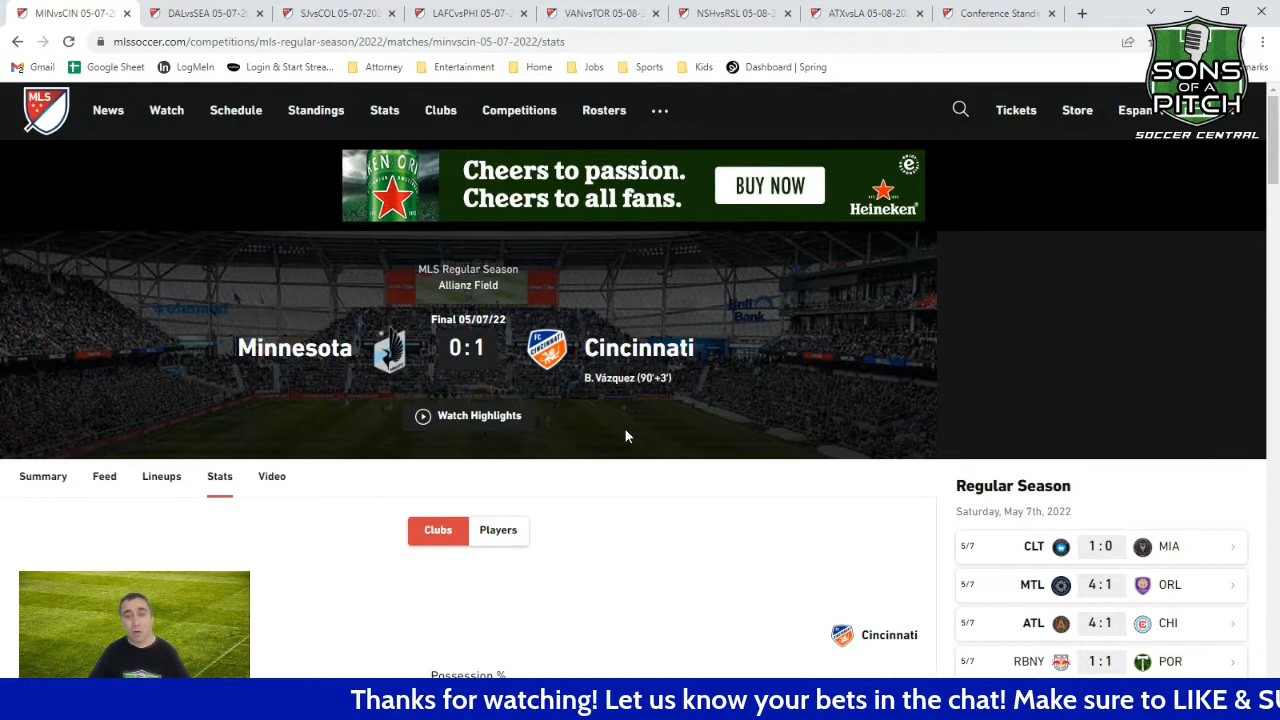 MINvsCIN 05-07-2022
DALvsSEA 05-07-202
SJvsCOL 05-07-202
LAFCvsPHI 05-07-2
VANvsTOR 05-08-
NSHvsRSL 05-08-2
ATXvsLA 05-08-202
Conference Standi
mlssoccer.com/competitions/mls-regular-season/2022/matches/minvscin-05-07-2022/stats
Gmail
Google Sheet
LogMeIn
Login & Start Strea...
Attorney
Entertainment
Home
Jobs
Sports
Kids
Dashboard | Spring
SONS
OF A
PITCH
SOCCER CENTRAL
MLS
News
Watch
Schedule
Standings
Stats
Clubs
Competitions
Rosters
Tickets
Store
Cheers to passion.
Cheers to all fans.
BUY NOW
Heineken
MLS Regular Season
Allianz Field
Final 05/07/22
Minnesota
0 : 1
Cincinnati
B. Vázquez (90'+3')
Watch Highlights
Summary
Feed
Lineups
Stats
Video
Clubs
Players
Cincinnati
Possession %
Regular Season
Saturday, May 7th, 2022
5/7 CLT 1 : 0 MIA
5/7 MTL 4 : 1 ORL
5/7 ATL 4 : 1 CHI
5/7 RBNY 1 : 1 POR
Thanks for watching! Let us know your bets in the chat! Make sure to LIKE & SU